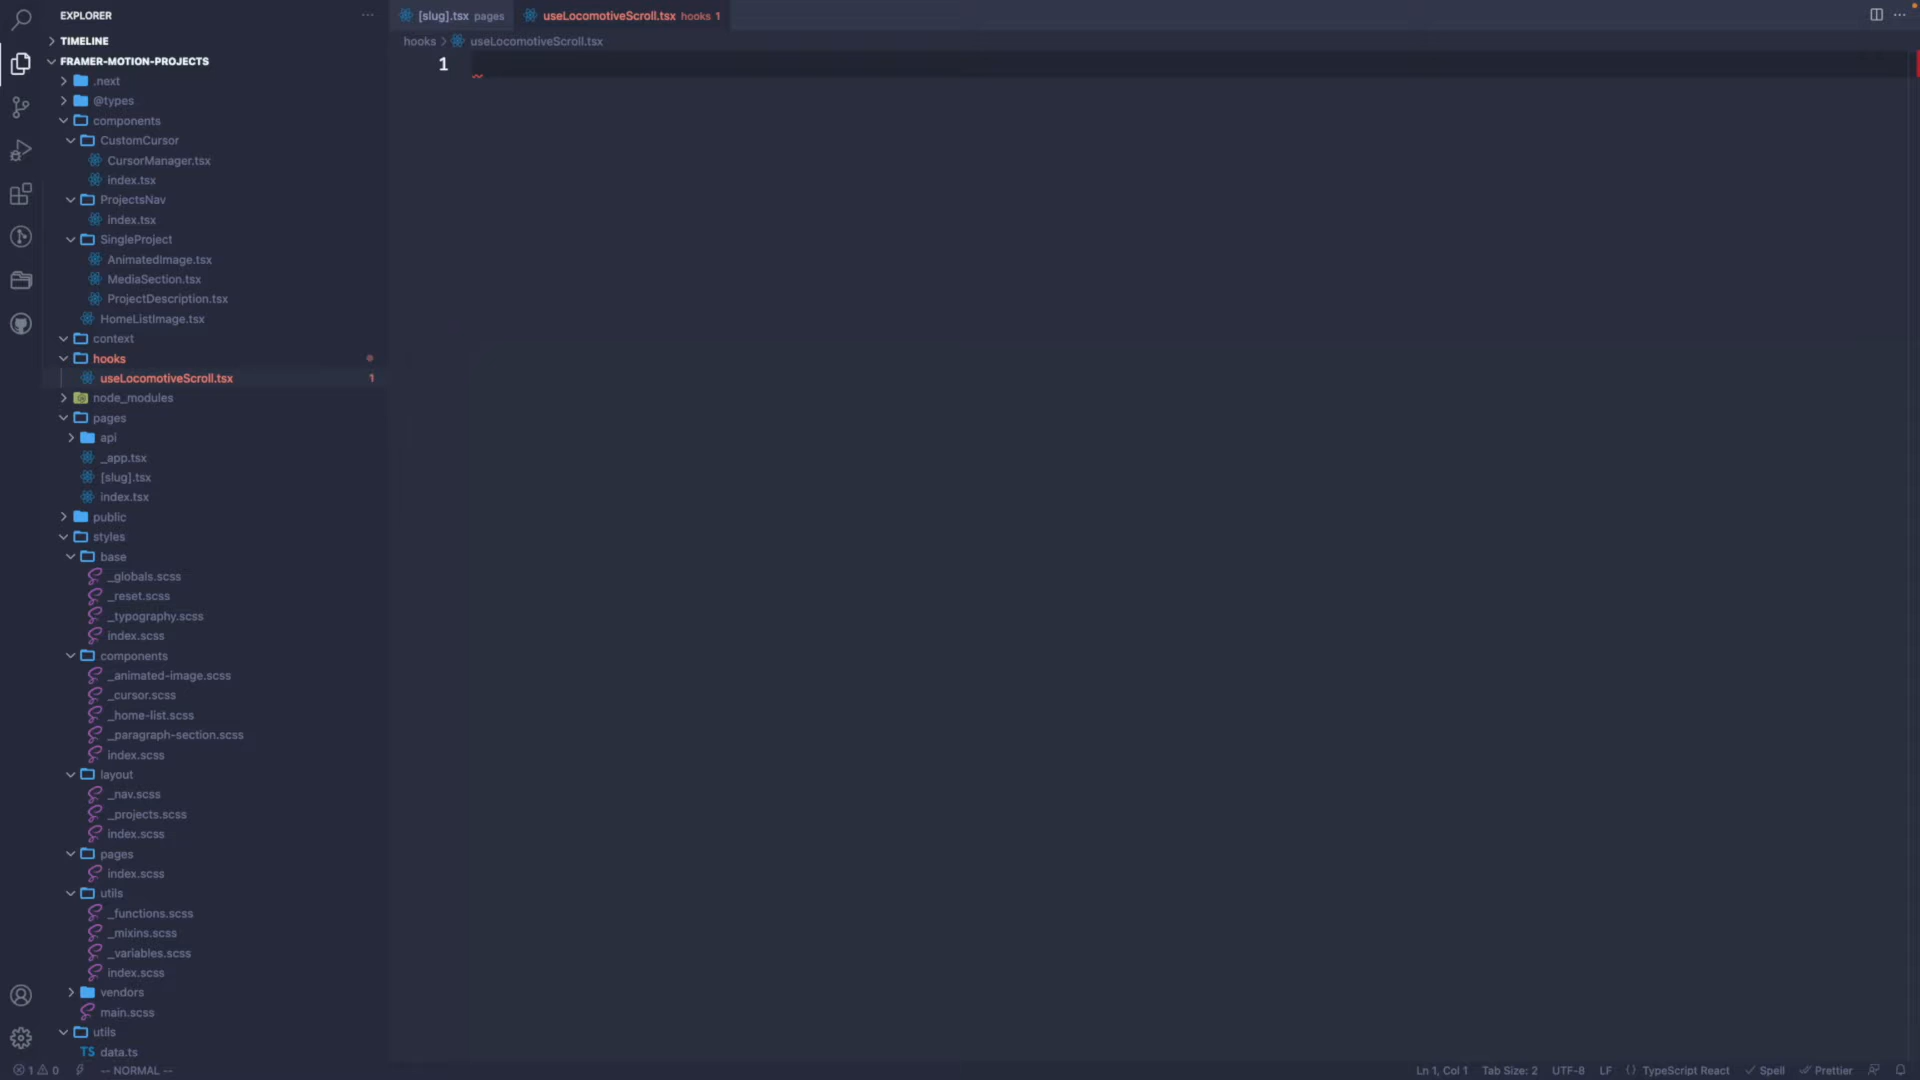 EXPLORER
TIMELINE
FRAMER-MOTION-PROJECTS
.next
@types
components
CustomCursor
CursorManager.tsx
index.tsx
ProjectsNav
index.tsx
SingleProject
AnimatedImage.tsx
MediaSection.tsx
ProjectDescription.tsx
HomeListImage.tsx
context
hooks
useLocomotiveScroll.tsx 1
node_modules
pages
api
_app.tsx
[slug].tsx
index.tsx
public
styles
base
_globals.scss
_reset.scss
_typography.scss
index.scss
components
_animated-image.scss
_cursor.scss
_home-list.scss
_paragraph-section.scss
index.scss
layout
_nav.scss
_projects.scss
index.scss
pages
index.scss
utils
_functions.scss
_mixins.scss
_variables.scss
index.scss
vendors
main.scss
utils
TS data.ts
[slug].tsx pages useLocomotiveScroll.tsx hooks 1
hooks > useLocomotiveScroll.tsx
1
1 0 -- NORMAL -- Ln 1, Col 1 Tab Size: 2 UTF-8 LF {} TypeScript React Spell Prettier